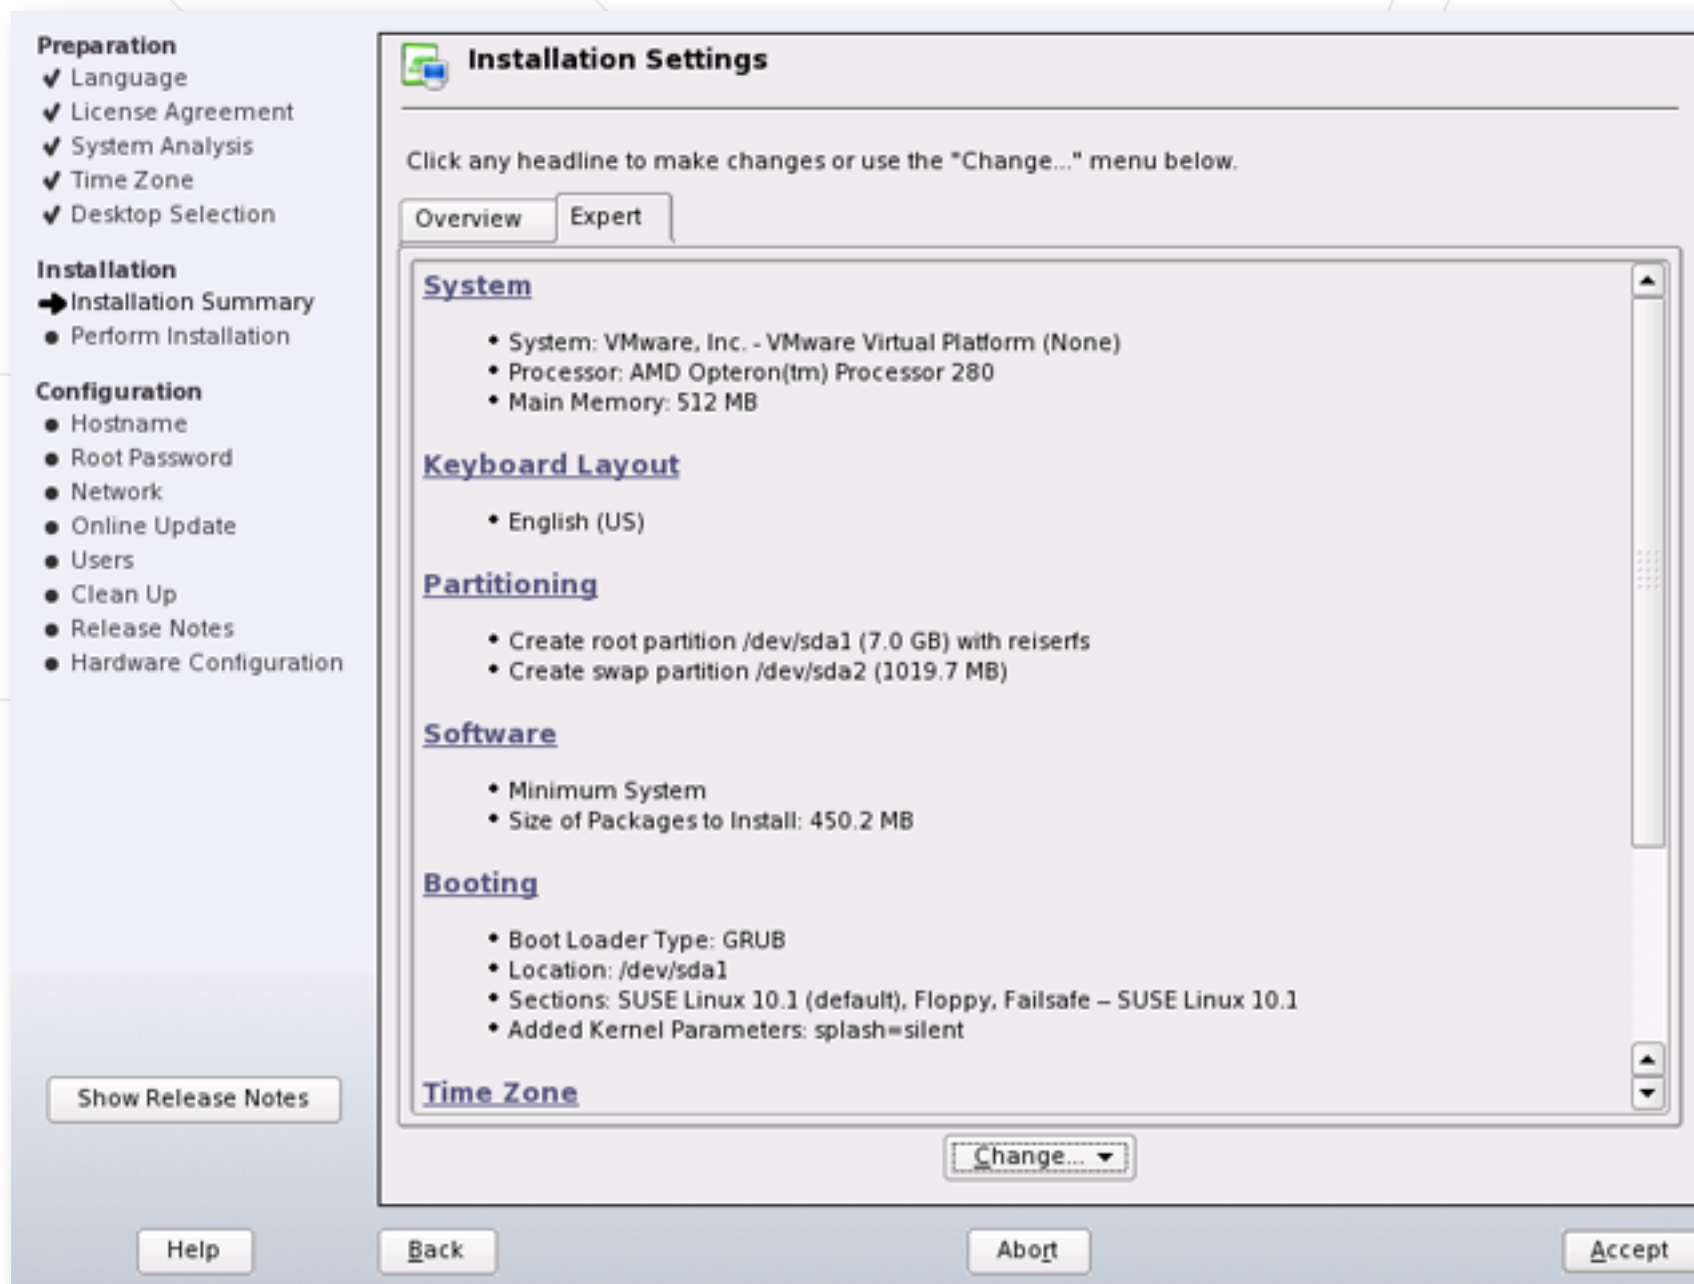 Preparation
Language
License Agreement
System Analysis
Time Zone
Desktop Selection
Installation
Installation Summary
Perform Installation
Configuration
Hostname
Root Password
Network
Online Update
Users
Clean Up
Release Notes
Hardware Configuration
Show Release Notes
Help
Installation Settings
Click any headline to make changes or use the "Change..." menu below.
Overview
Expert
System
• System: VMware, Inc. - VMware Virtual Platform (None)
• Processor: AMD Opteron(tm) Processor 280
• Main Memory: 512 MB
Keyboard Layout
• English (US)
Partitioning
• Create root partition /dev/sda1 (7.0 GB) with reiserfs
• Create swap partition /dev/sda2 (1019.7 MB)
Software
• Minimum System
• Size of Packages to Install: 450.2 MB
Booting
• Boot Loader Type: GRUB
• Location: /dev/sda1
• Sections: SUSE Linux 10.1 (default), Floppy, Failsafe – SUSE Linux 10.1
• Added Kernel Parameters: splash=silent
Time Zone
Change...
Back
Abort
Accept